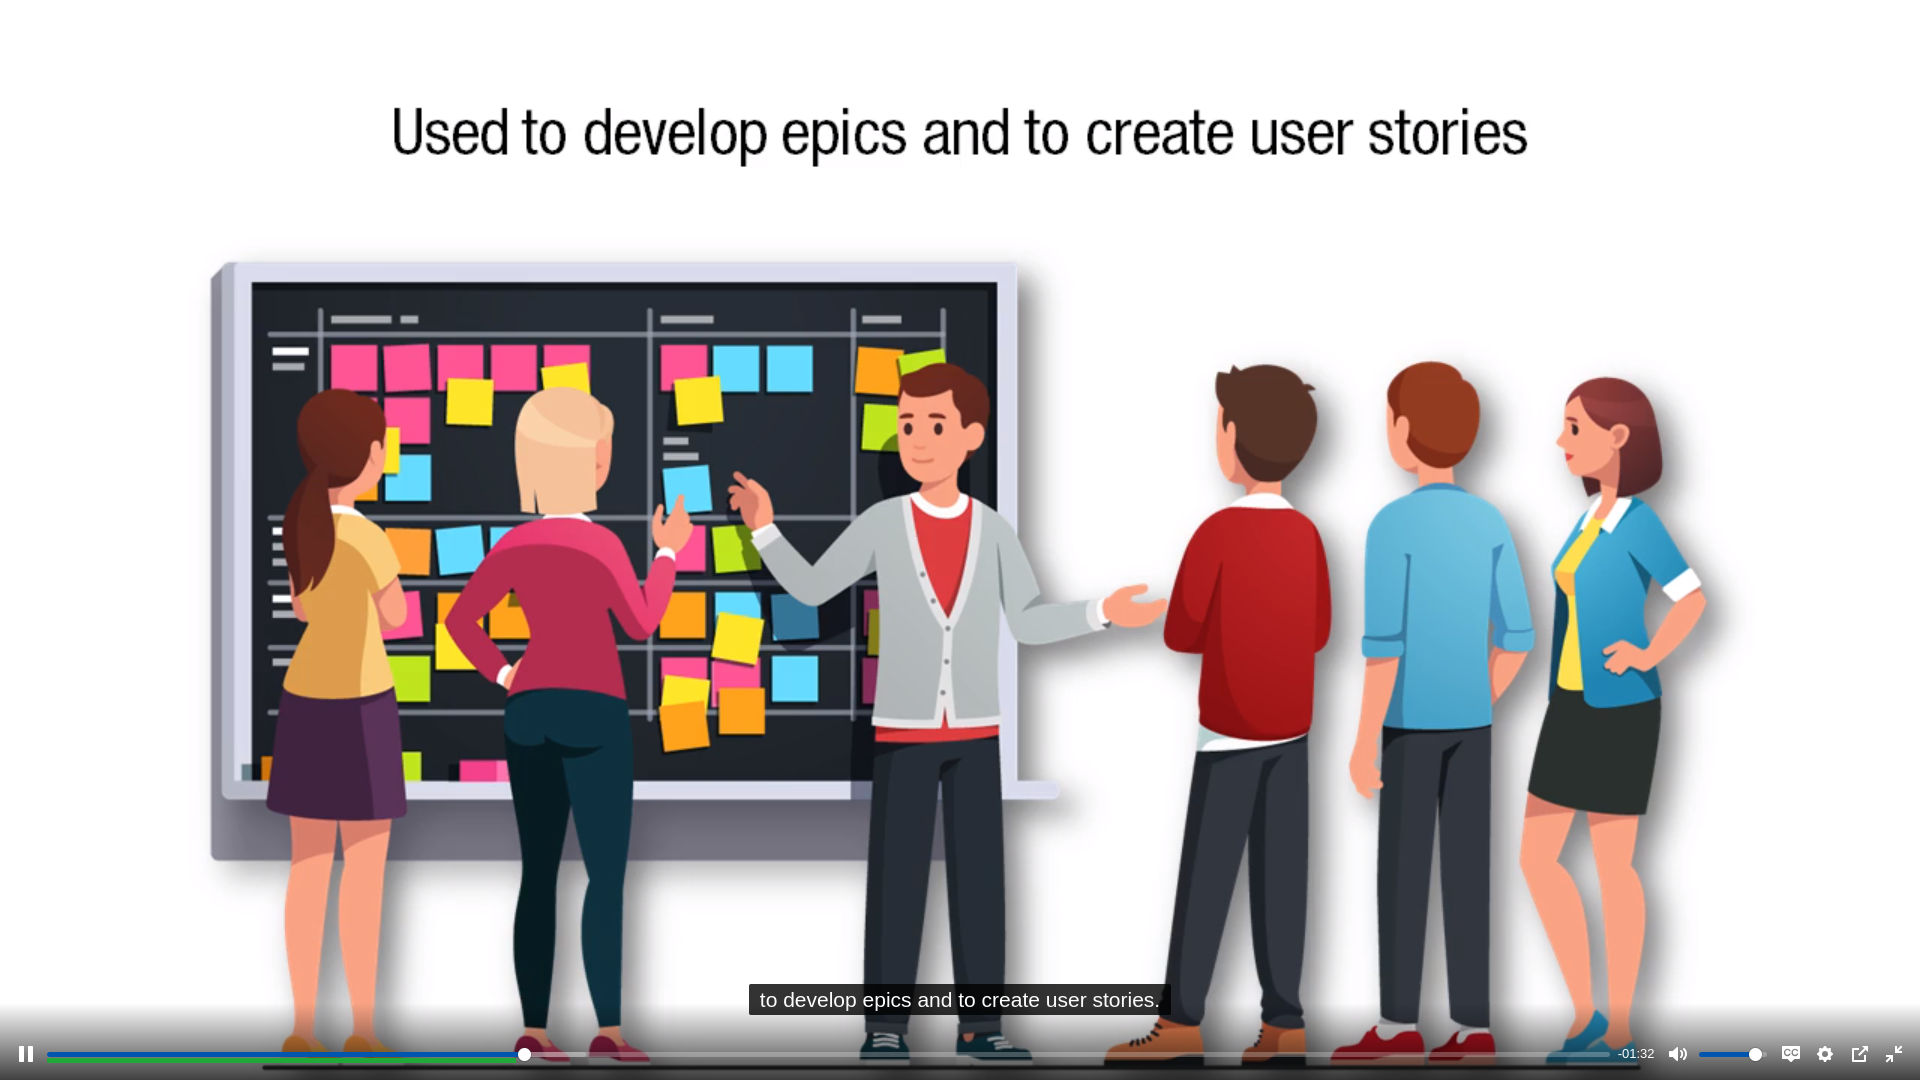 Used to develop epics and to create user stories
to develop epics and to create user stories.
-01:32
CC